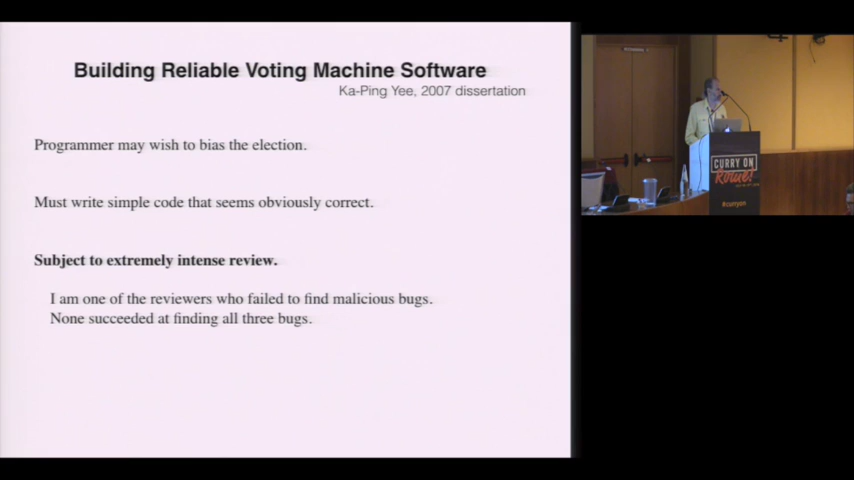 Building Reliable Voting Machine Software
Ka-Ping Yee, 2007 dissertation
Programmer may wish to bias the election.
Must write simple code that seems obviously correct.
Subject to extremely intense review.
I am one of the reviewers who failed to find malicious bugs.
None succeeded at finding all three bugs.
CURRY ON
Rome!
#curryon